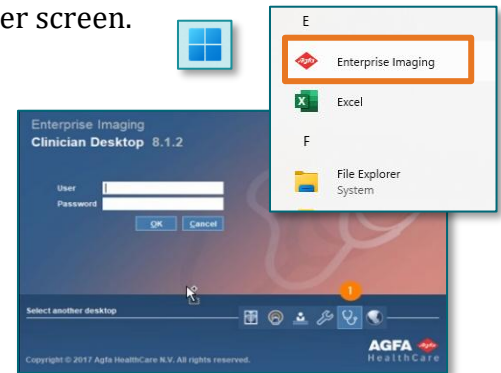 er screen.
E
Agfa
Enterprise Imaging
Excel
F
File Explorer
System
Enterprise Imaging
Clinician Desktop 8.1.2
User
Password
OK Cancel
1
Select another desktop
AGFA
HealthCare
Copyright © 2017 Agfa HealthCare N.V. All rights reserved.